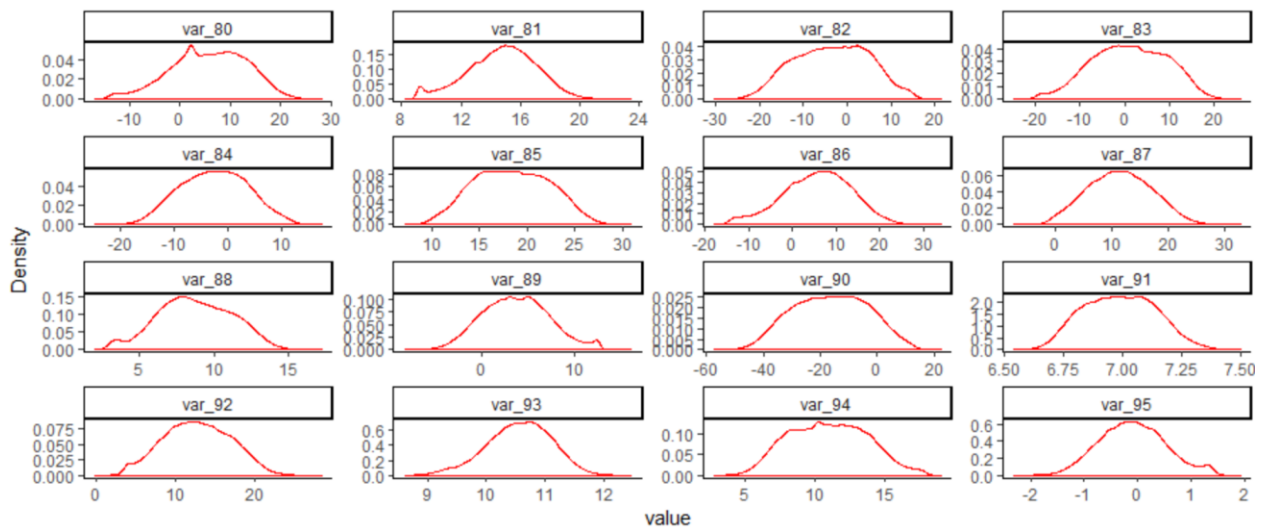 var_80 var_81 var_82 var_83
0.04 0.15 0.04 0.04
0.10 0.03 0.03
0.02 0.05 0.02 0.02
0.01 0.01
0.00 0.00 0.00 0.00
-10 0 10 20 30 8 12 16 20 24 -30 -20 -10 0 10 20 -20 -10 0 10 20
var_84 var_85 var_86 var_87
0.04 0.08 0.05 0.06
0.06 0.04 0.04
0.02 0.04 0.03 0.02
0.02 0.02
0.01
0.00 0.00 0.00 0.00
-20 -10 0 10 10 15 20 25 30 -20 -10 0 10 20 30 0 10 20 30
var_88 var_89 var_90 var_91
0.15 0.100 0.025 2.0
0.10 0.075 0.020 1.5
0.05 0.050 0.015 1.0
0.025 0.010 0.5
0.005
0.00 0.000 0.000 0.0
5 10 15 0 10 -60 -40 -20 0 20 6.50 6.75 7.00 7.25 7.50
var_92 var_93 var_94 var_95
0.075 0.6 0.10 0.6
0.050 0.4 0.05 0.4
0.025 0.2 0.2
0.000 0.0 0.00 0.0
0 10 20 9 10 11 12 5 10 15 -2 -1 0 1 2
Density
value